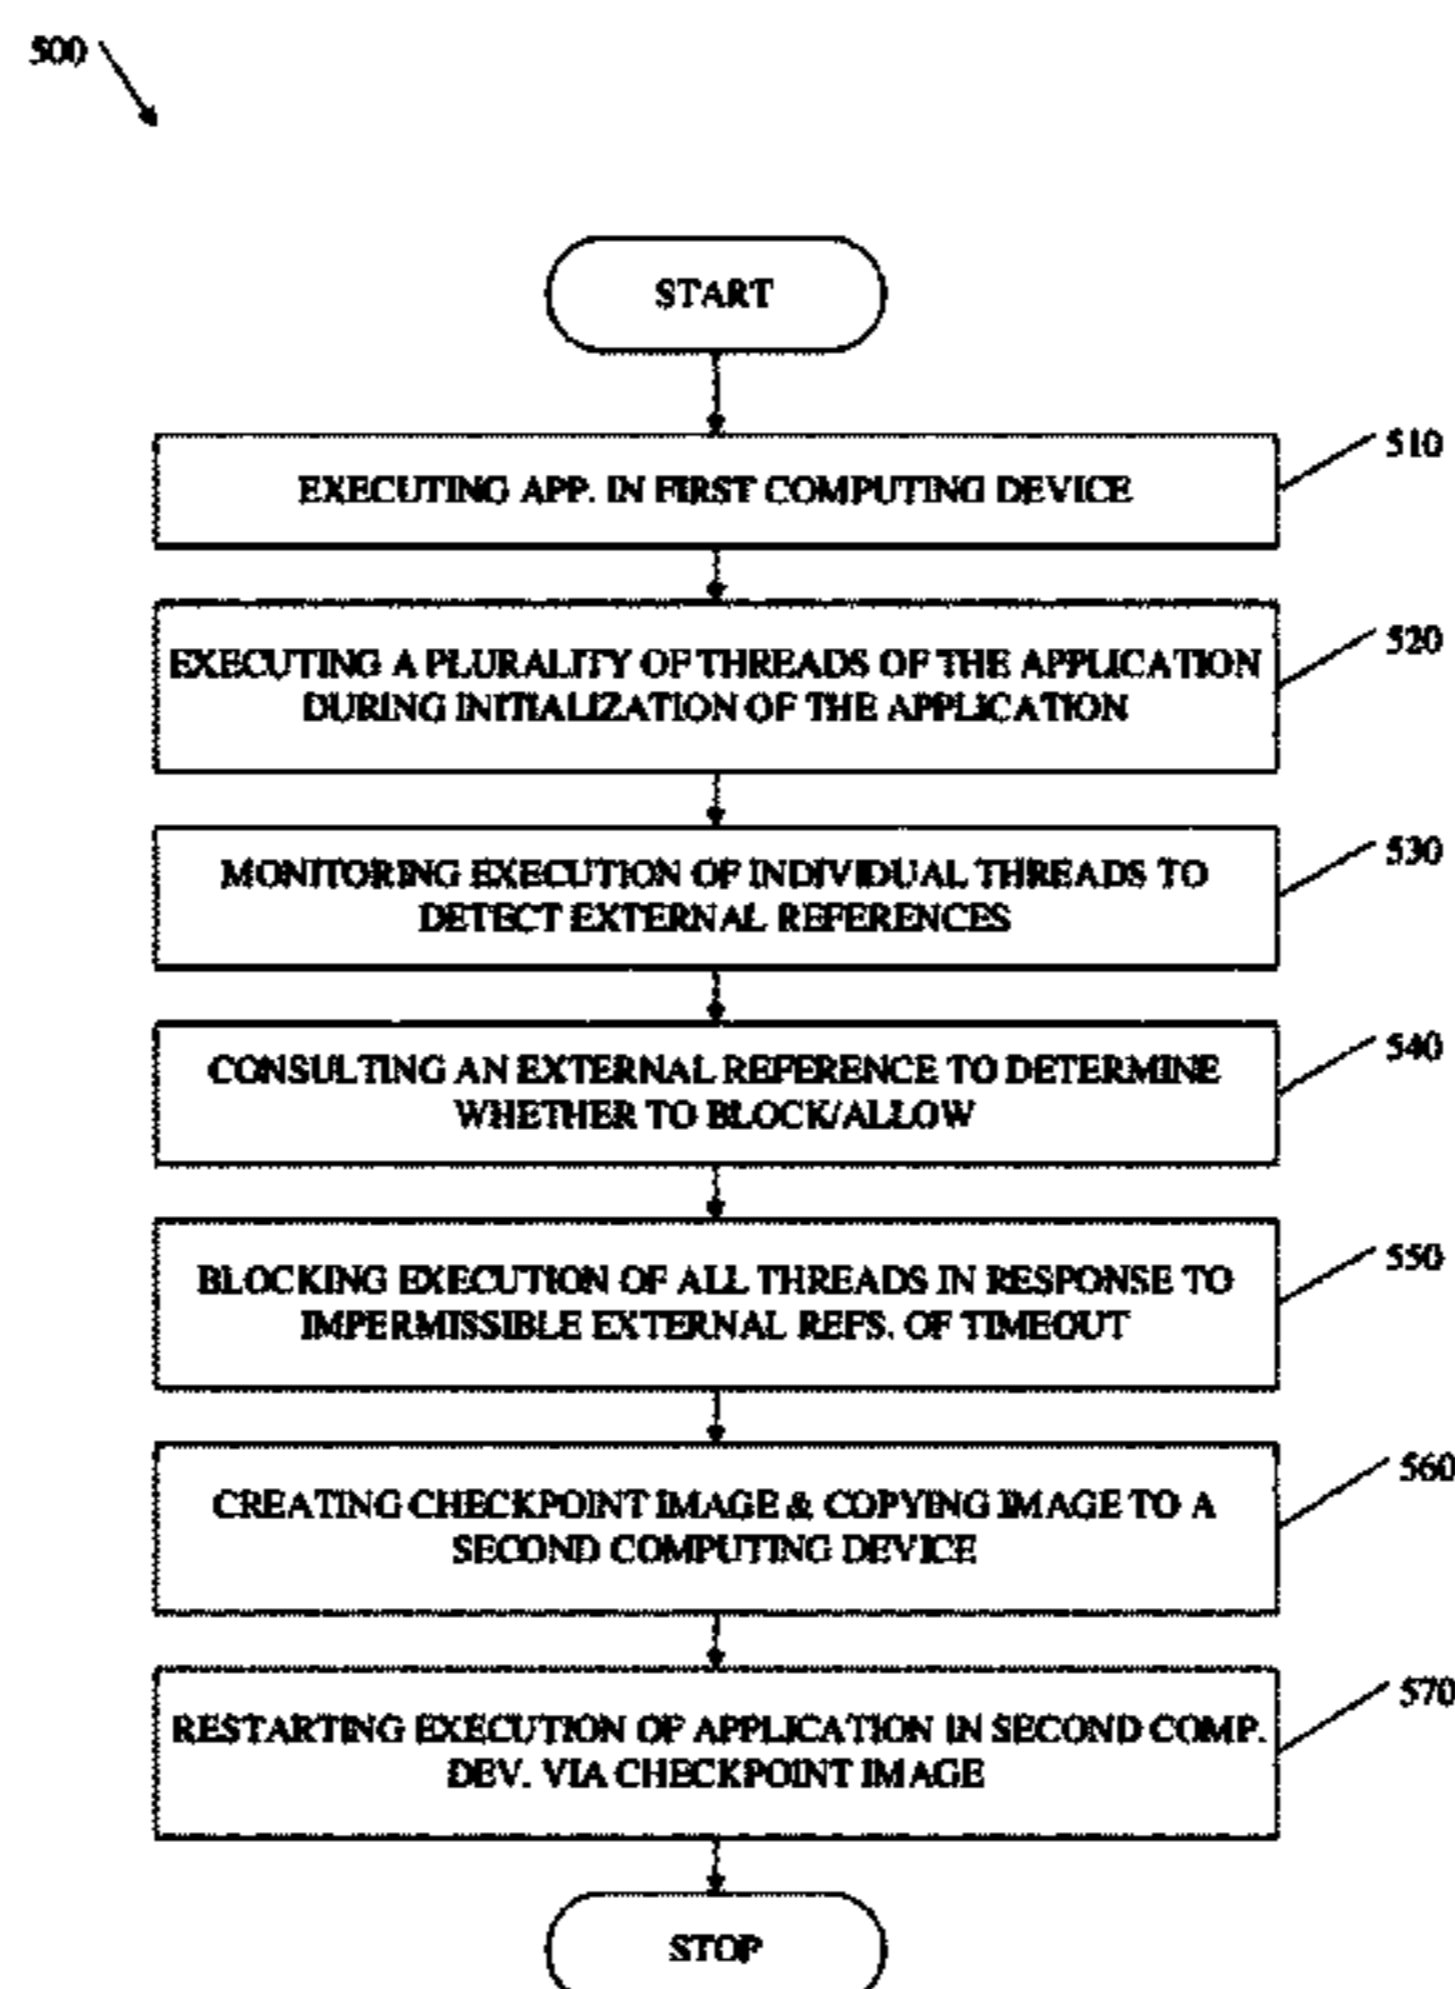 500
START
EXECUTING APP. IN FIRST COMPUTING DEVICE
510
EXECUTING A PLURALITY OF THREADS OF THE APPLICATION
DURING INITIALIZATION OF THE APPLICATION
520
MONITORING EXECUTION OF INDIVIDUAL THREADS TO
DETECT EXTERNAL REFERENCES
530
CONSULTING AN EXTERNAL REFERENCE TO DETERMINE
WHETHER TO BLOCK/ALLOW
540
BLOCKING EXECUTION OF ALL THREADS IN RESPONSE TO
IMPERMISSIBLE EXTERNAL REFS. OF TIMEOUT
550
CREATING CHECKPOINT IMAGE & COPYING IMAGE TO A
SECOND COMPUTING DEVICE
560
RESTARTING EXECUTION OF APPLICATION IN SECOND COMP.
DEV. VIA CHECKPOINT IMAGE
570
STOP